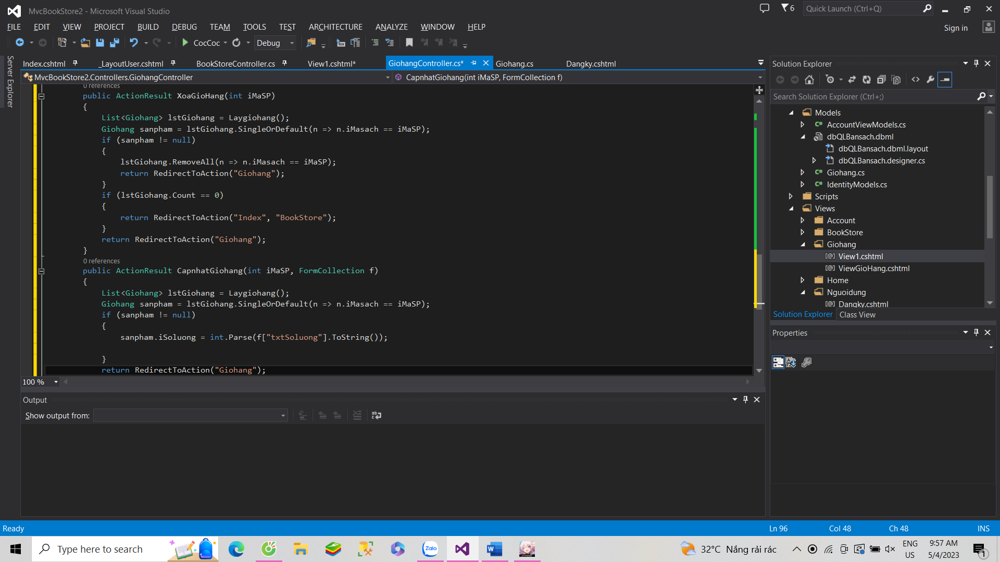 MvcBookStore2 - Microsoft Visual Studio
6
Quick Launch (Ctrl+Q)
FILE EDIT VIEW PROJECT BUILD DEBUG TEAM TOOLS TEST ARCHITECTURE ANALYZE WINDOW HELP
Sign in
CocCoc Debug
Server Explorer
Index.cshtml _LayoutUser.cshtml BookStoreController.cs View1.cshtml* GiohangController.cs* Giohang.cs Dangky.cshtml
MvcBookStore2.Controllers.GiohangController CapnhatGiohang(int iMaSP, FormCollection f)
0 references
public ActionResult XoaGioHang(int iMaSP)
{
List<Giohang> lstGiohang = Laygiohang();
Giohang sanpham = lstGiohang.SingleOrDefault(n => n.iMasach == iMaSP);
if (sanpham != null)
{
lstGiohang.RemoveAll(n => n.iMasach == iMaSP);
return RedirectToAction("Giohang");
}
if (lstGiohang.Count == 0)
{
return RedirectToAction("Index", "BookStore");
}
return RedirectToAction("Giohang");
}
0 references
public ActionResult CapnhatGiohang(int iMaSP, FormCollection f)
{
List<Giohang> lstGiohang = Laygiohang();
Giohang sanpham = lstGiohang.SingleOrDefault(n => n.iMasach == iMaSP);
if (sanpham != null)
{
sanpham.iSoluong = int.Parse(f["txtSoluong"].ToString());
}
return RedirectToAction("Giohang");
100 %
Output
Show output from:
Solution Explorer
Search Solution Explorer (Ctrl+;)
Models
AccountViewModels.cs
dbQLBansach.dbml
dbQLBansach.dbml.layout
dbQLBansach.designer.cs
Giohang.cs
IdentityModels.cs
Scripts
Views
Account
BookStore
Giohang
View1.cshtml
ViewGioHang.cshtml
Home
Nguoidung
Dangky.cshtml
Solution Explorer Class View
Properties
Ready Ln 96 Col 48 Ch 48 INS
Type here to search
Zalo
32°C Nắng rải rác
ENG
US
9:57 AM
5/4/2023
1